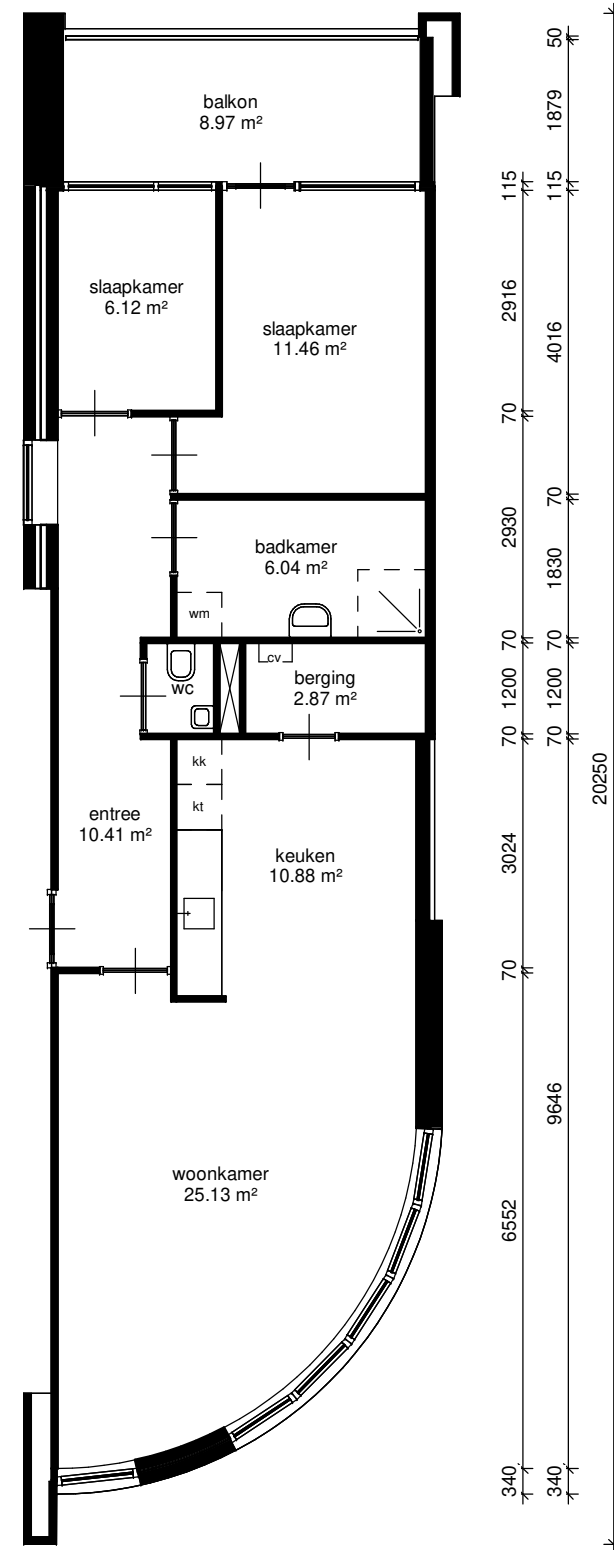 balkon
8.97 m²
slaapkamer
6.12 m²
slaapkamer
11.46 m²
badkamer
6.04 m²
wm
cv
wc
berging
2.87 m²
kk
kt
entree
10.41 m²
keuken
10.88 m²
woonkamer
25.13 m²
115
2916
70
2930
70
1200
70
3024
70
6552
340
50
1879
115
4016
70
1830
70
1200
70
9646
340
20250